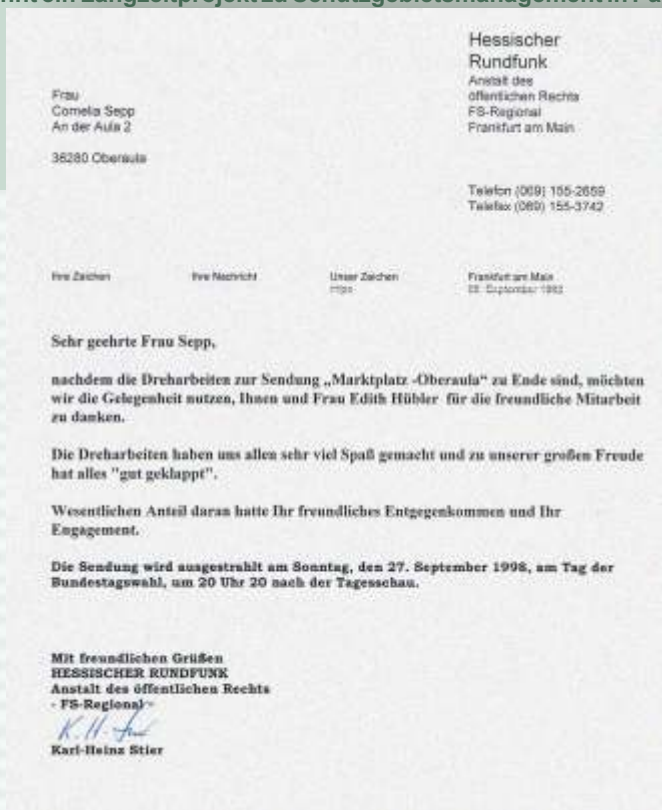 Hessischer
Rundfunk
Anstalt des
öffentlichen Rechts
FS-Regional
Frankfurt am Main
Frau
Cornelia Sepp
An der Aula 2
36280 Oberaula
Telefon (069) 155-2659
Telefax (069) 155-3742
Ihre Zeichen Ihre Nachricht Unser Zeichen Frankfurt am Main
September
Sehr geehrte Frau Sepp,
nachdem die Dreharbeiten zur Sendung „Marktplatz -Oberaula“ zu Ende sind, möchten
wir die Gelegenheit nutzen, Ihnen und Frau Edith Hübler für die freundliche Mitarbeit
zu danken.
Die Dreharbeiten haben uns allen sehr viel Spaß gemacht und zu unserer großen Freude
hat alles "gut geklappt".
Wesentlichen Anteil daran hatte Ihr freundliches Entgegenkommen und Ihr
Engagement.
Die Sendung wird ausgestrahlt am Sonntag, den 27. September 1998, am Tag der
Bundestagswahl, um 20 Uhr 20 nach der Tagesschau.
Mit freundlichen Grüßen
HESSISCHER RUNDFUNK
Anstalt des öffentlichen Rechts
- FS-Regional -
Karl-Heinz Stier